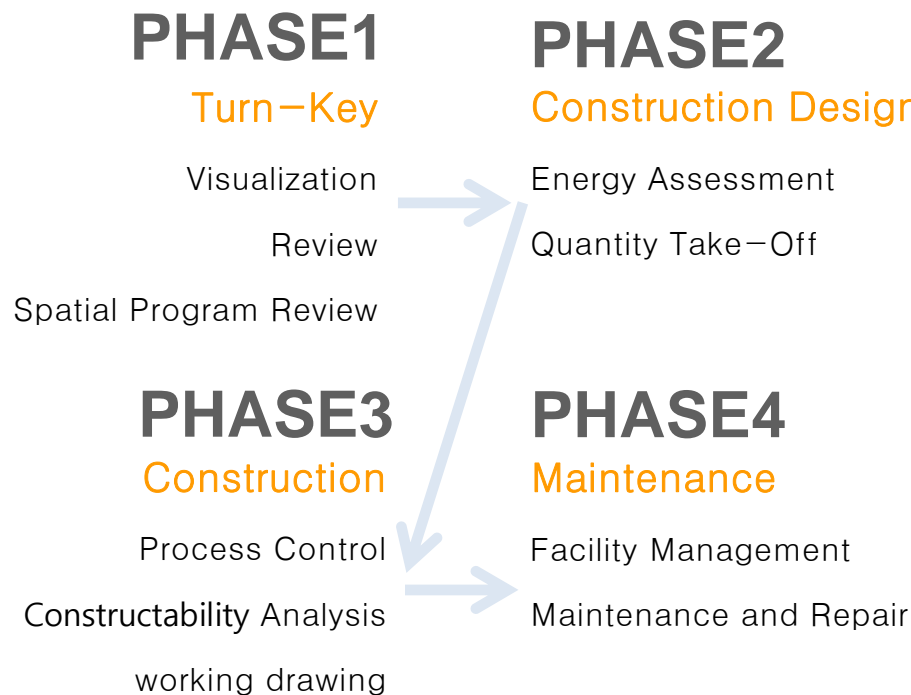 PHASE1
Turn-Key
Visualization
Review
Spatial Program Review
PHASE2
Construction Design
Energy Assessment
Quantity Take-Off
PHASE3
Construction
Process Control
Constructability Analysis
working drawing
PHASE4
Maintenance
Facility Management
Maintenance and Repair